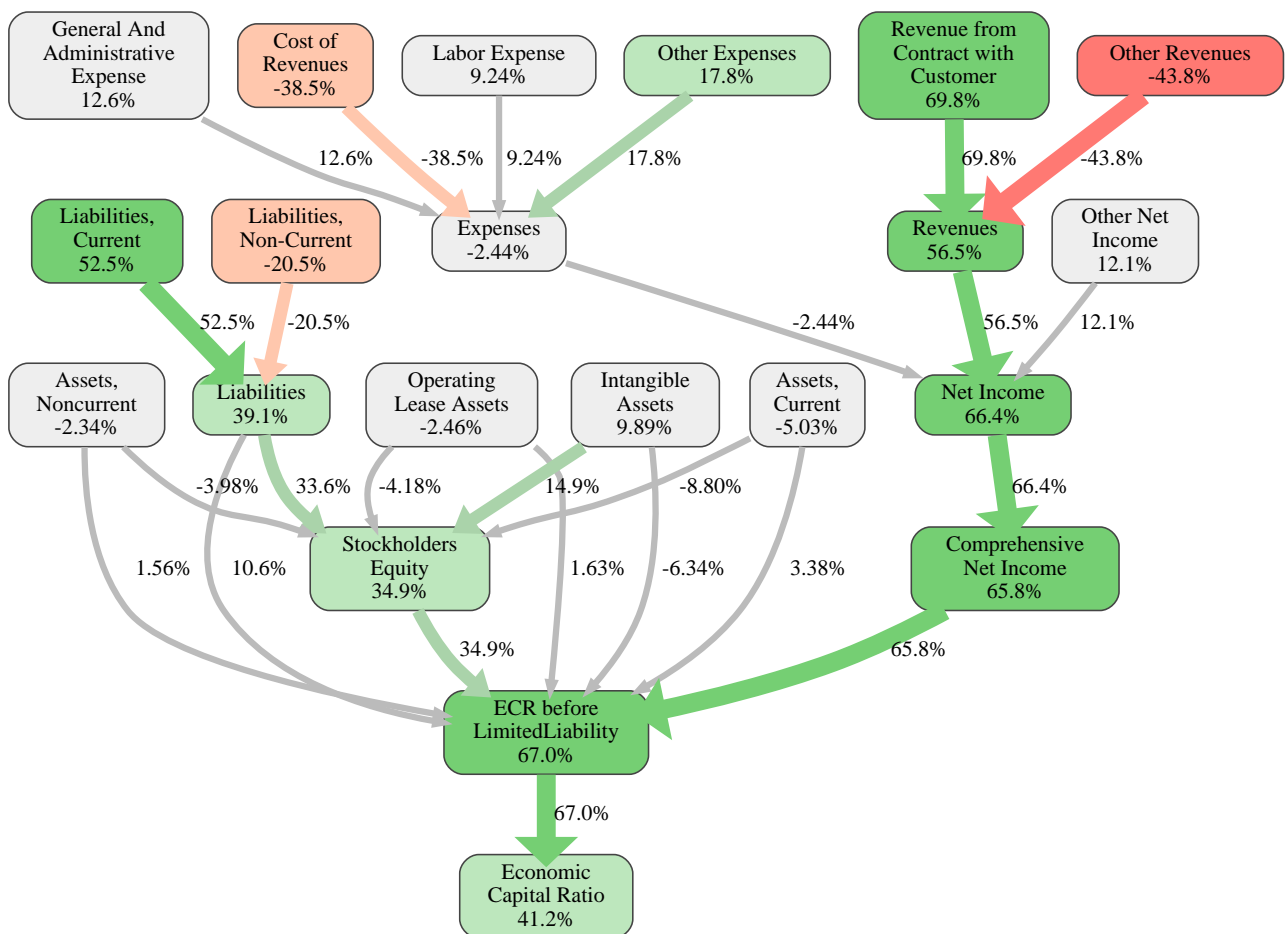 General And
Administrative
Expense
12.6%
Cost of
Revenues
-38.5%
Labor Expense
9.24%
Other Expenses
17.8%
Revenue from
Contract with
Customer
69.8%
Other Revenues
-43.8%
12.6%
-38.5%
9.24%
17.8%
69.8%
-43.8%
Liabilities,
Current
52.5%
Liabilities,
Non-Current
-20.5%
Expenses
-2.44%
Revenues
56.5%
Other Net
Income
12.1%
52.5%
-20.5%
-2.44%
56.5%
12.1%
Assets,
Noncurrent
-2.34%
Liabilities
39.1%
Operating
Lease Assets
-2.46%
Intangible
Assets
9.89%
Assets,
Current
-5.03%
Net Income
66.4%
-3.98%
33.6%
-4.18%
14.9%
-8.80%
66.4%
Stockholders
Equity
34.9%
Comprehensive
Net Income
65.8%
1.56%
10.6%
1.63%
-6.34%
3.38%
34.9%
65.8%
ECR before
LimitedLiability
67.0%
67.0%
Economic
Capital Ratio
41.2%